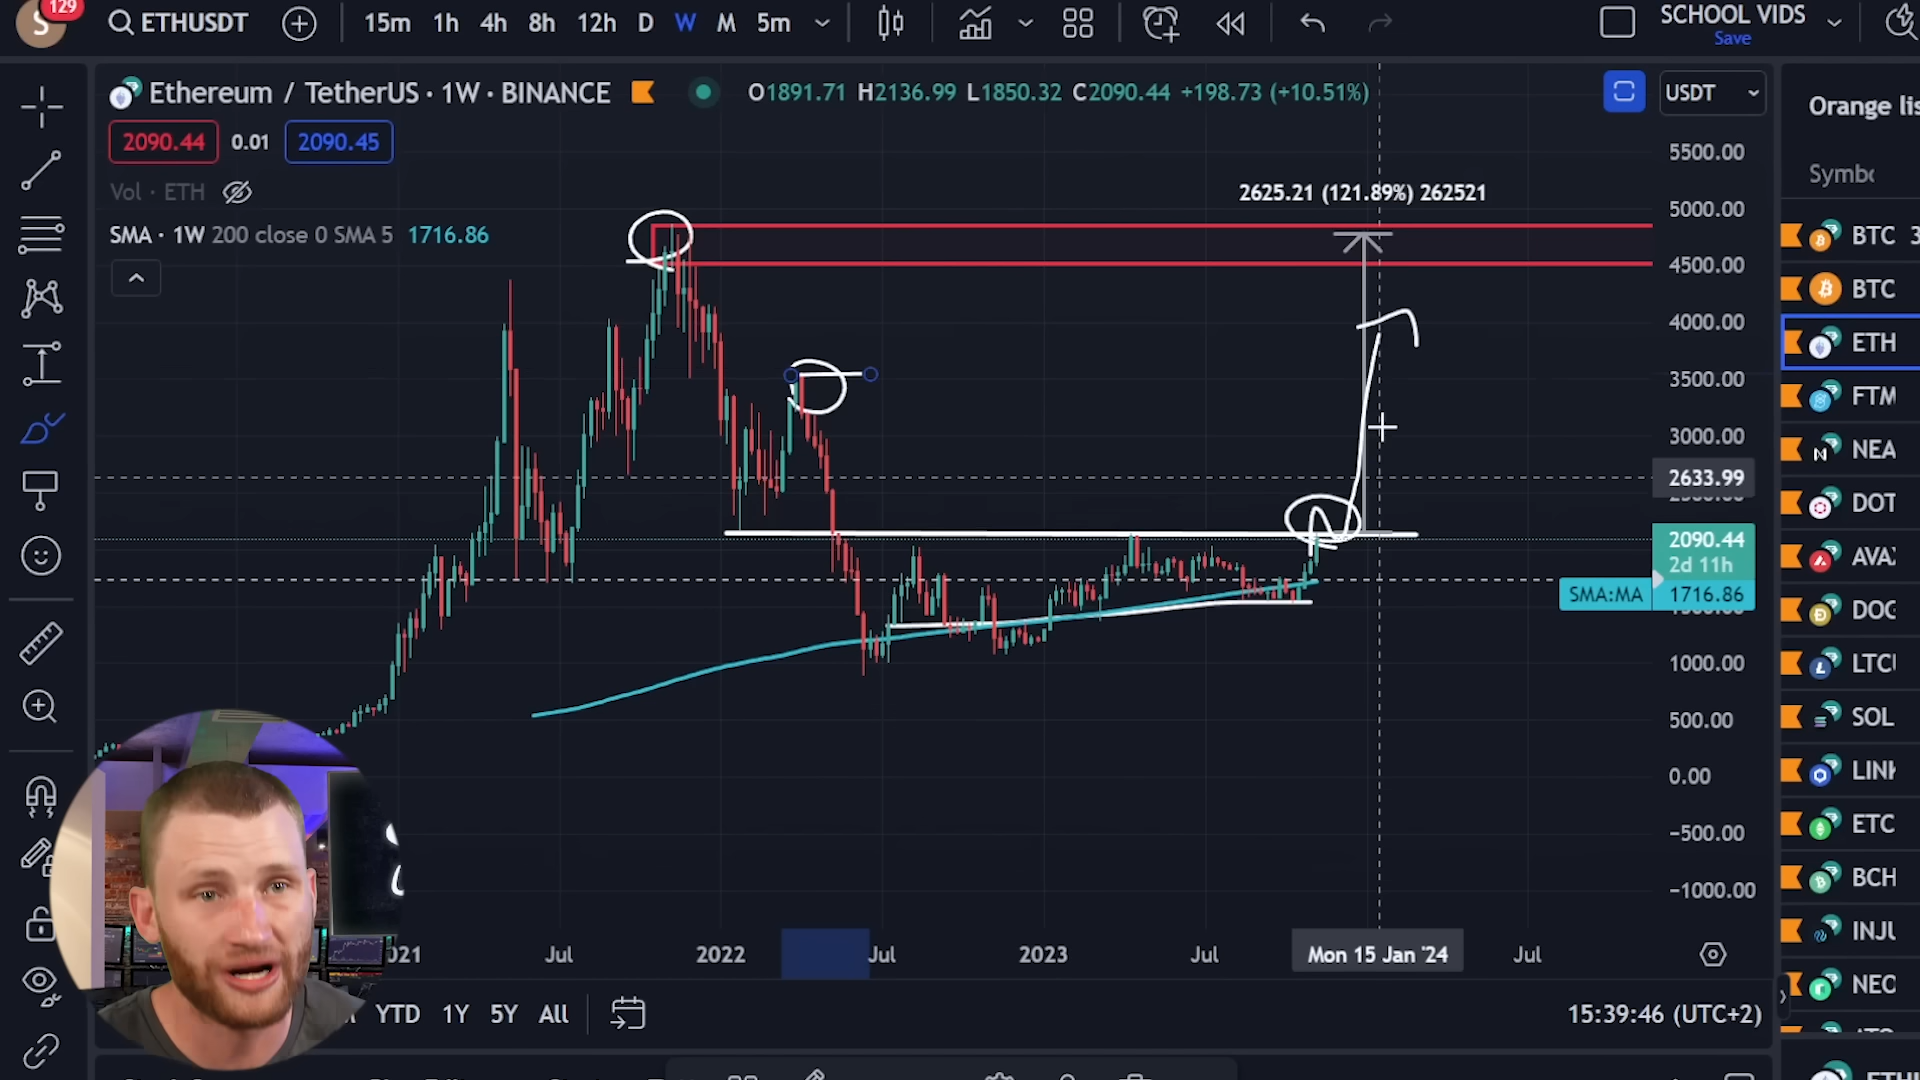 129
S
ETHUSDT
15m 1h 4h 8h 12h D W M 5m
SCHOOL VIDS
Save
Ethereum / TetherUS · 1W · BINANCE
O1891.71 H2136.99 L1850.32 C2090.44 +198.73 (+10.51%)
USDT
2090.44 0.01 2090.45
Vol · ETH
SMA · 1W 200 close 0 SMA 5 1716.86
2625.21 (121.89%) 262521
5500.00
5000.00
4500.00
4000.00
3500.00
3000.00
2633.99
2090.44
2d 11h
SMA:MA 1716.86
1000.00
500.00
0.00
−500.00
−1000.00
Jul 2022 Jul 2023 Jul Mon 15 Jan '24 Jul
YTD 1Y 5Y All
15:39:46 (UTC+2)
Orange
BTC
BTC
ETH
FTM
NEA
DOT
AVA
DOG
LTC
SOL
LIN
ETC
BCH
INJ
NEO